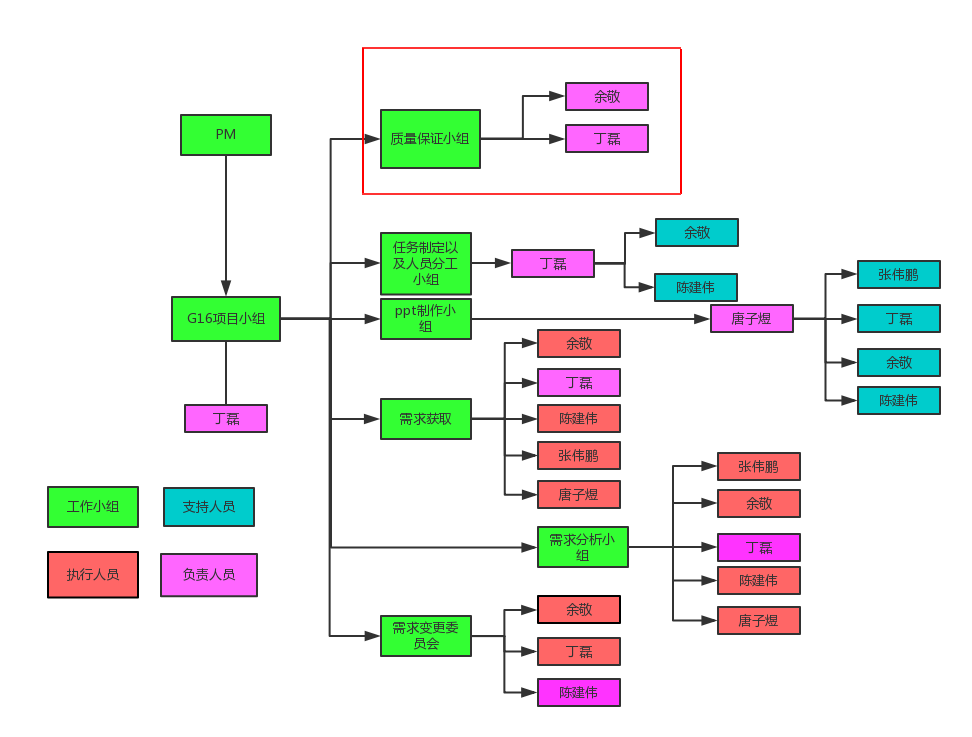 PM
G16项目小组
丁磊
质量保证小组
余敬
丁磊
任务制定以
及人员分工
小组
丁磊
余敬
陈建伟
ppt制作小
组
唐子煜
张伟鹏
丁磊
余敬
陈建伟
需求获取
余敬
丁磊
陈建伟
张伟鹏
唐子煜
需求分析小
组
张伟鹏
余敬
丁磊
陈建伟
唐子煜
需求变更委
员会
余敬
丁磊
陈建伟
工作小组
支持人员
执行人员
负责人员